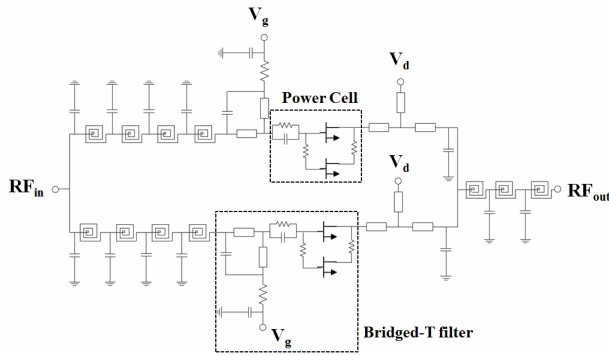 Vg
Vd
Power Cell
RFin
Vd
RFout
Vg
Bridged-T filter